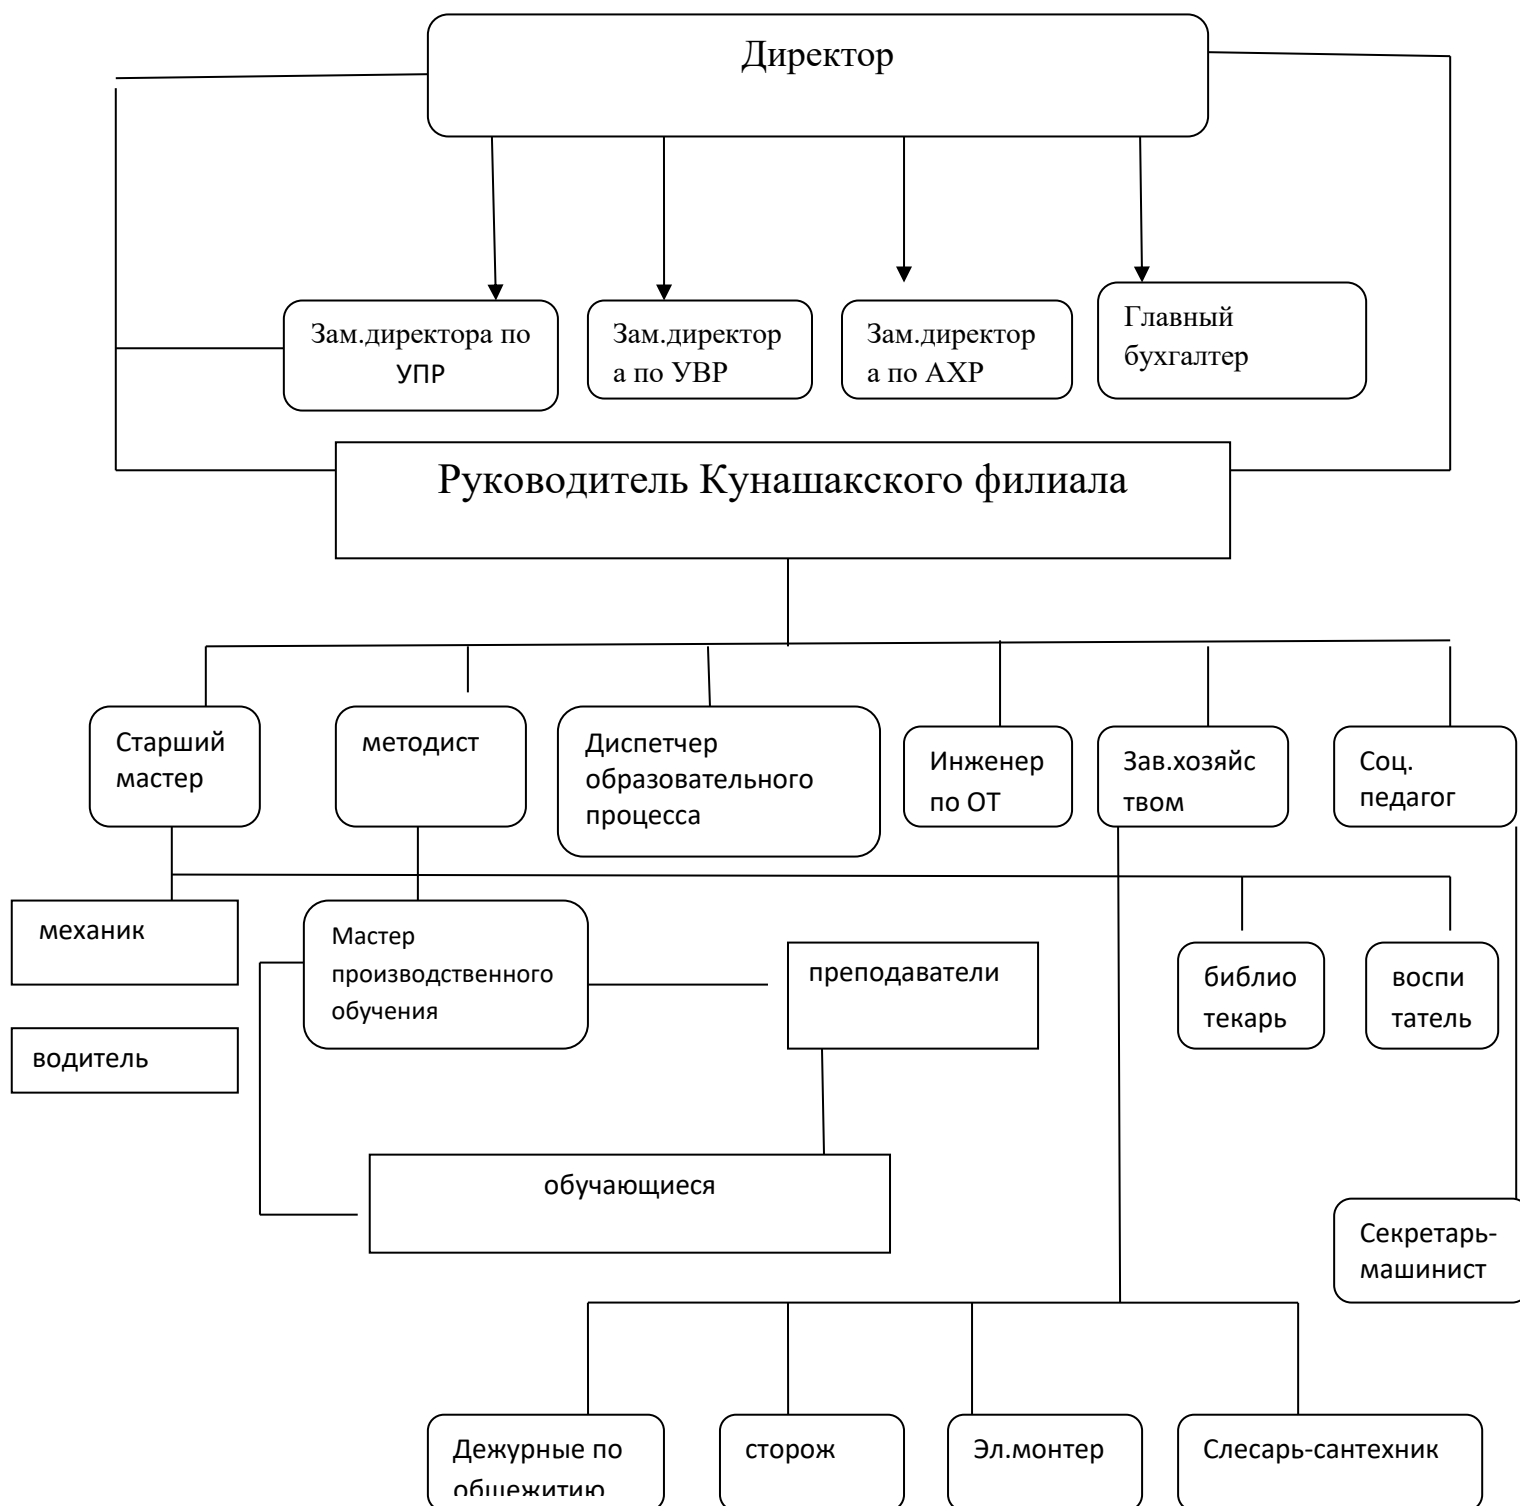 Директор
Зам.директора по
УПР
Зам.директор
а по УВР
Зам.директор
а по АХР
Главный
бухгалтер
Руководитель Кунашакского филиала
Старший
мастер
методист
Диспетчер
образовательного
процесса
Инженер
по ОТ
Зав.хозяйс
твом
Соц.
педагог
механик
Мастер
производственного
обучения
преподаватели
библио
текарь
воспи
татель
водитель
обучающиеся
Секретарь-
машинист
Дежурные по
общежитию
сторож
Эл.монтер
Слесарь-сантехник